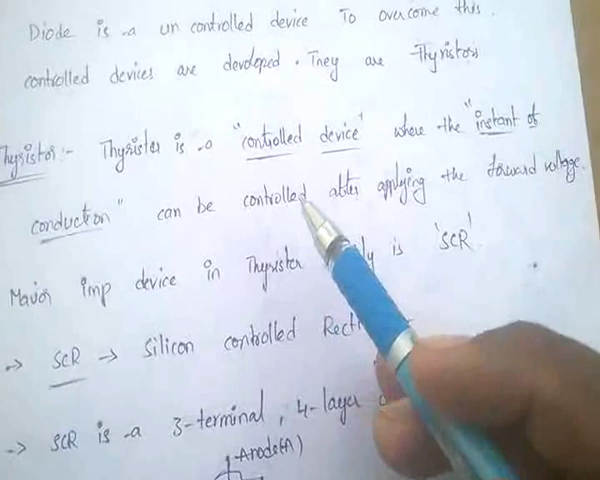 Diode is a un controlled device To overcome this.
controlled devices are developed. They are Thyristors
Thyristor :- Thyrister is a "controlled device" where the "instant of
conduction" can be controlled after applying the forward voltage.
Major imp device in Thyrister is 'SCR'.
-> SCR -> Silicon controlled
-> SCR is a 3-terminal, 4-layer
Anode(A)